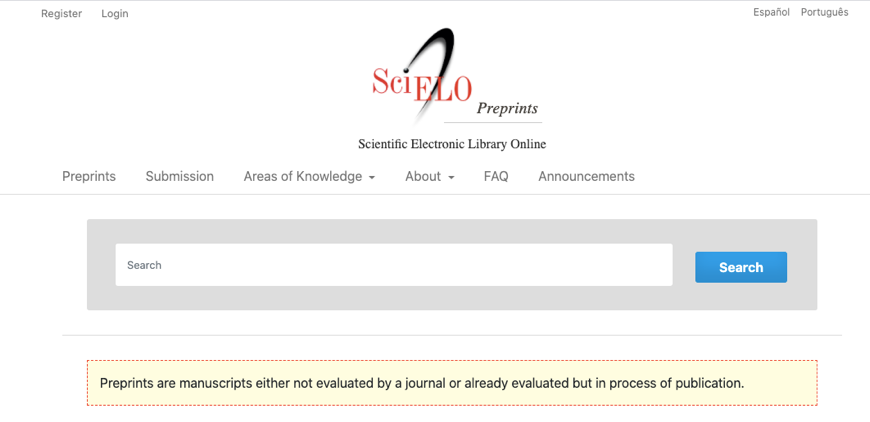 Register Login
Español Português
SciELO
Preprints
Scientific Electronic Library Online
Preprints Submission Areas of Knowledge About FAQ Announcements
Search
Search
Preprints are manuscripts either not evaluated by a journal or already evaluated but in process of publication.